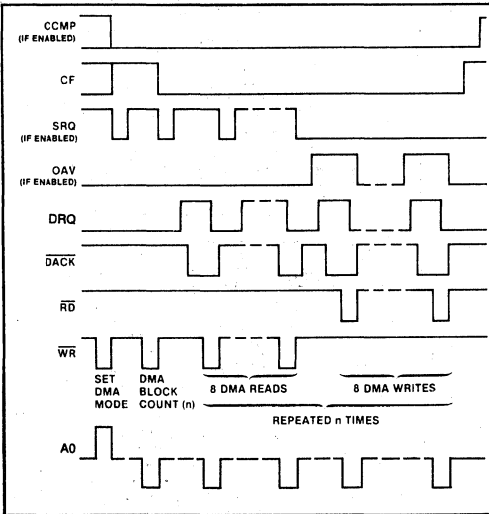 CCMP
(IF ENABLED)
CF
SRQ
(IF ENABLED)
OAV
(IF ENABLED)
DRQ
DACK
RD
WR
SET DMA MODE
DMA BLOCK COUNT (n)
8 DMA READS
8 DMA WRITES
REPEATED n TIMES
A0